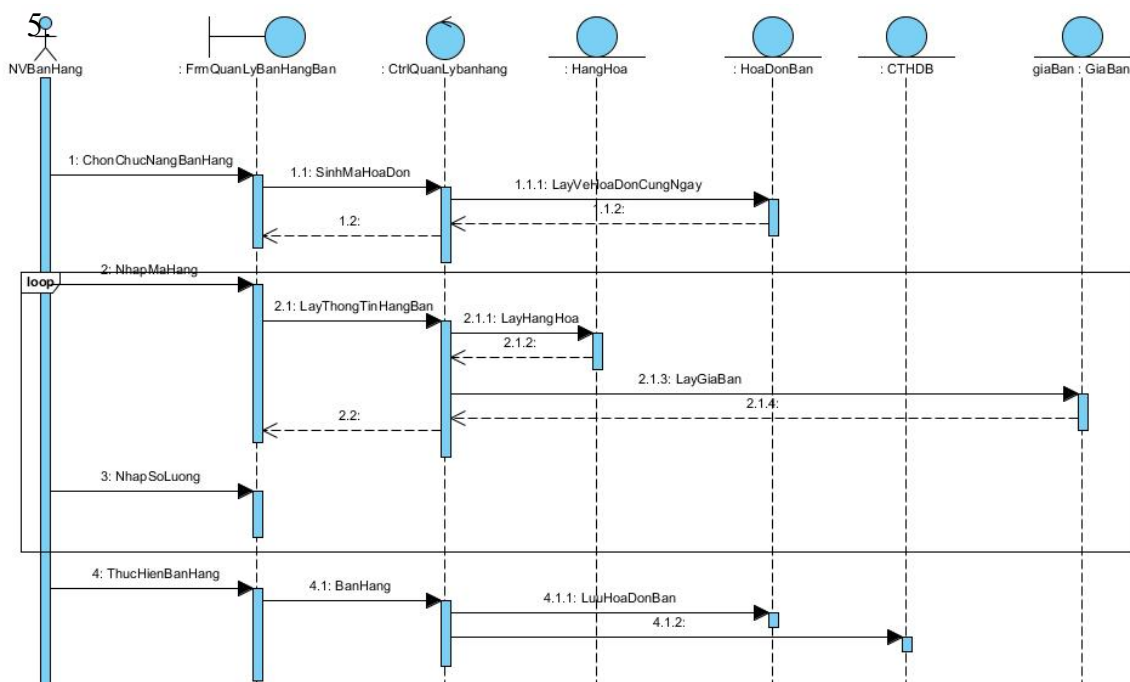 5.
NVBanHang
: FrmQuanLyBanHangBan
: CtrlQuanLybanhang
: HangHoa
: HoaDonBan
: CTHDB
giaBan : GiaBan
1: ChonChucNangBanHang
1.1: SinhMaHoaDon
1.1.1: LayVeHoaDonCungNgay
1.1.2:
1.2:
loop
2: NhapMaHang
2.1: LayThongTinHangBan
2.1.1: LayHangHoa
2.1.2:
2.1.3: LayGiaBan
2.1.4:
2.2:
3: NhapSoLuong
4: ThucHienBanHang
4.1: BanHang
4.1.1: LuuHoaDonBan
4.1.2: